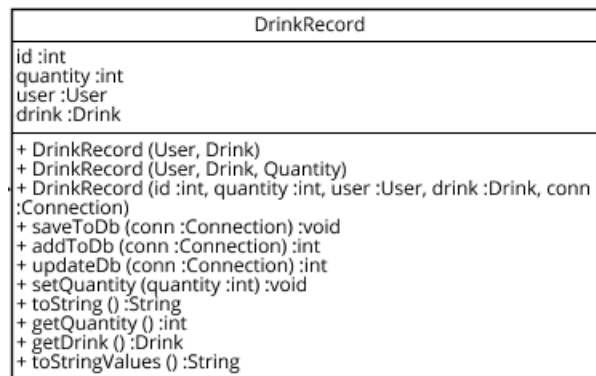 DrinkRecord
id :int
quantity :int
user :User
drink :Drink
+ DrinkRecord (User, Drink)
+ DrinkRecord (User, Drink, Quantity)
+ DrinkRecord (id :int, quantity :int, user :User, drink :Drink, conn
:Connection)
+ saveToDb (conn :Connection) :void
+ addToDb (conn :Connection) :int
+ updateDb (conn :Connection) :int
+ setQuantity (quantity :int) :void
+ toString () :String
+ getQuantity () :int
+ getDrink () :Drink
+ toStringValues () :String